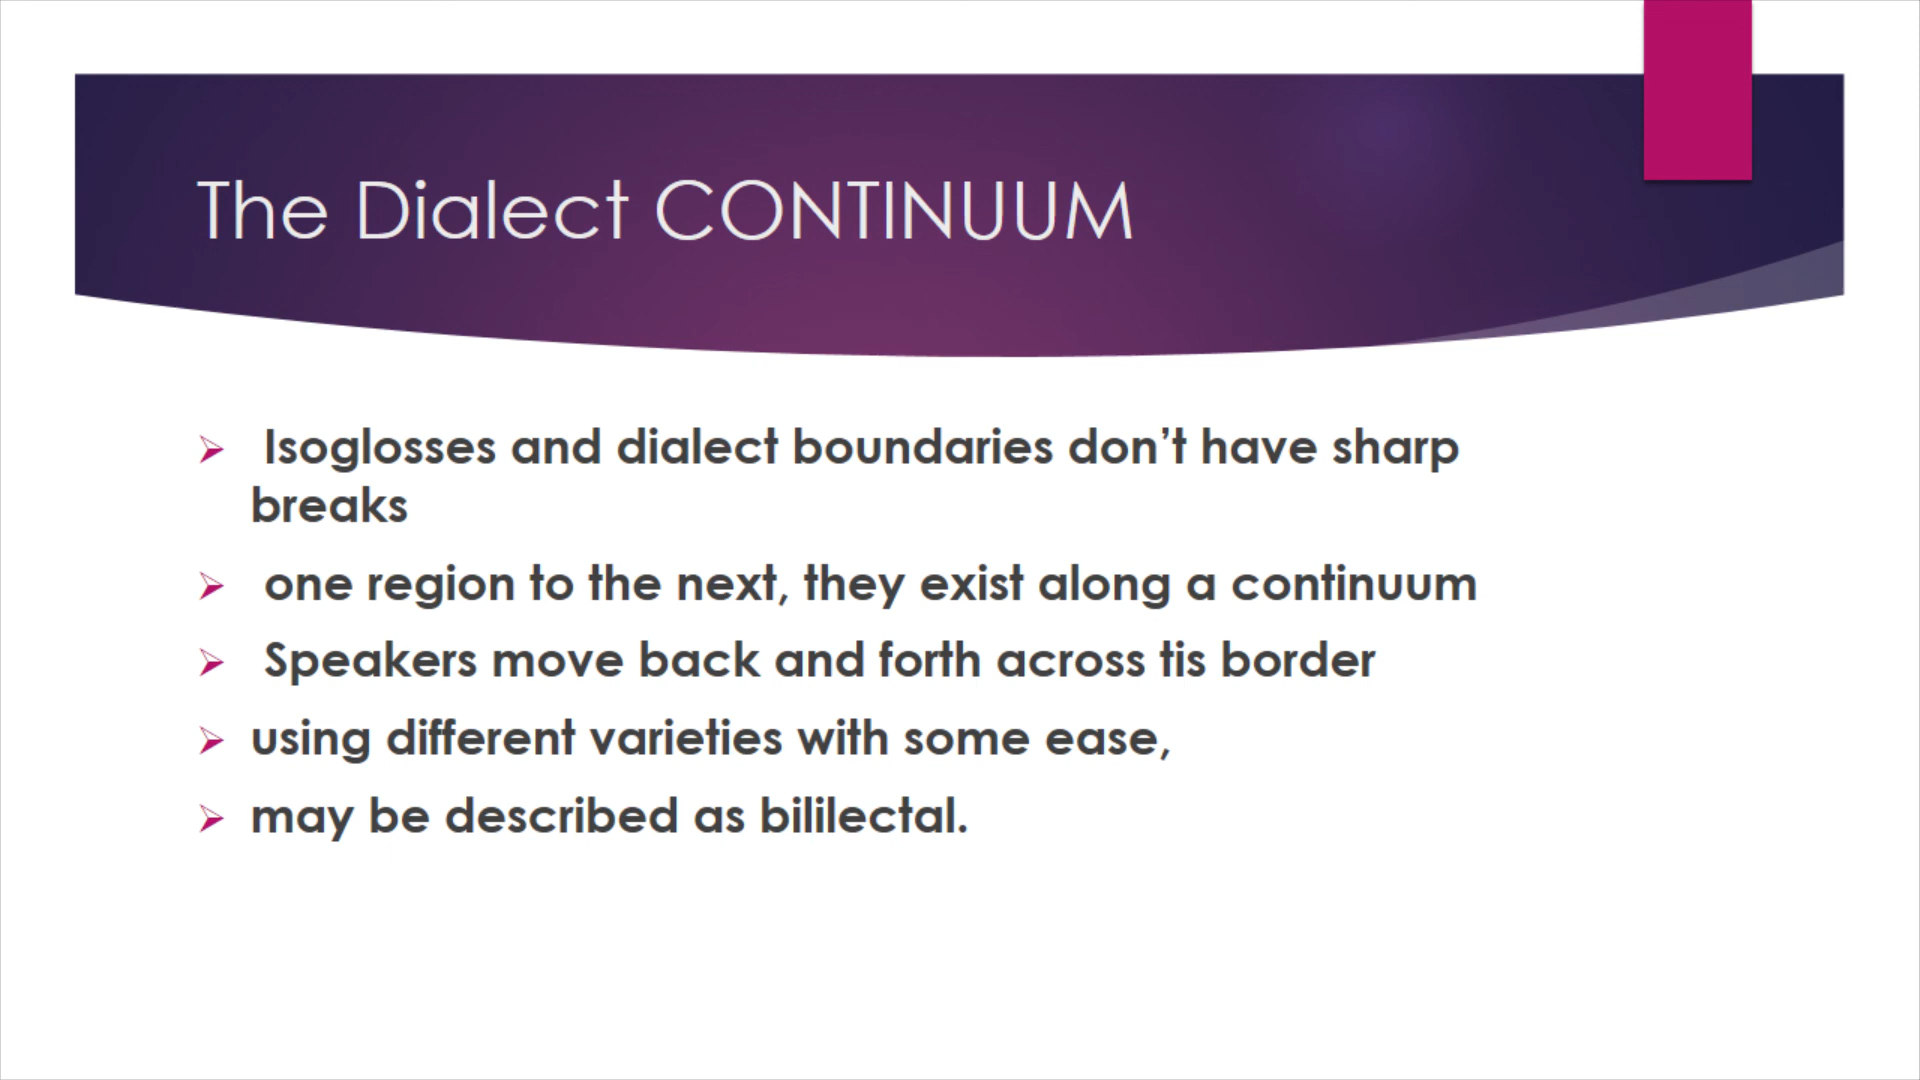 The Dialect CONTINUUM
Isoglosses and dialect boundaries don’t have sharp
breaks
one region to the next, they exist along a continuum
Speakers move back and forth across tis border
using different varieties with some ease,
may be described as bililectal.